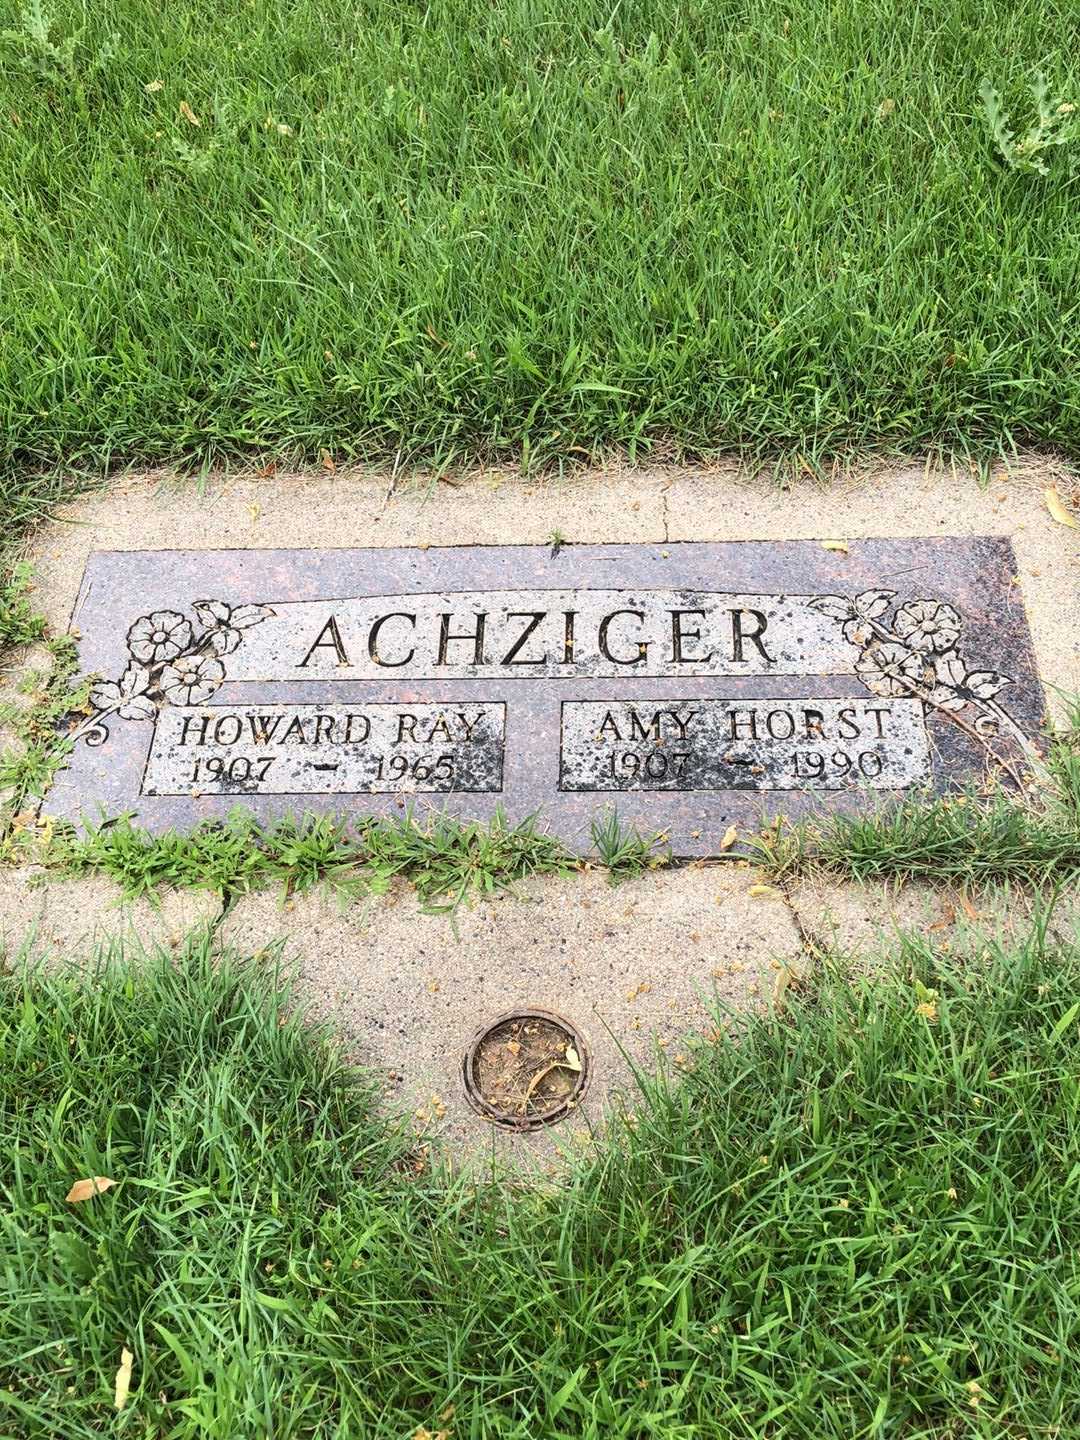 ACHZIGER
HOWARD RAY
1907 - 1965
AMY HORST
1907 - 1990